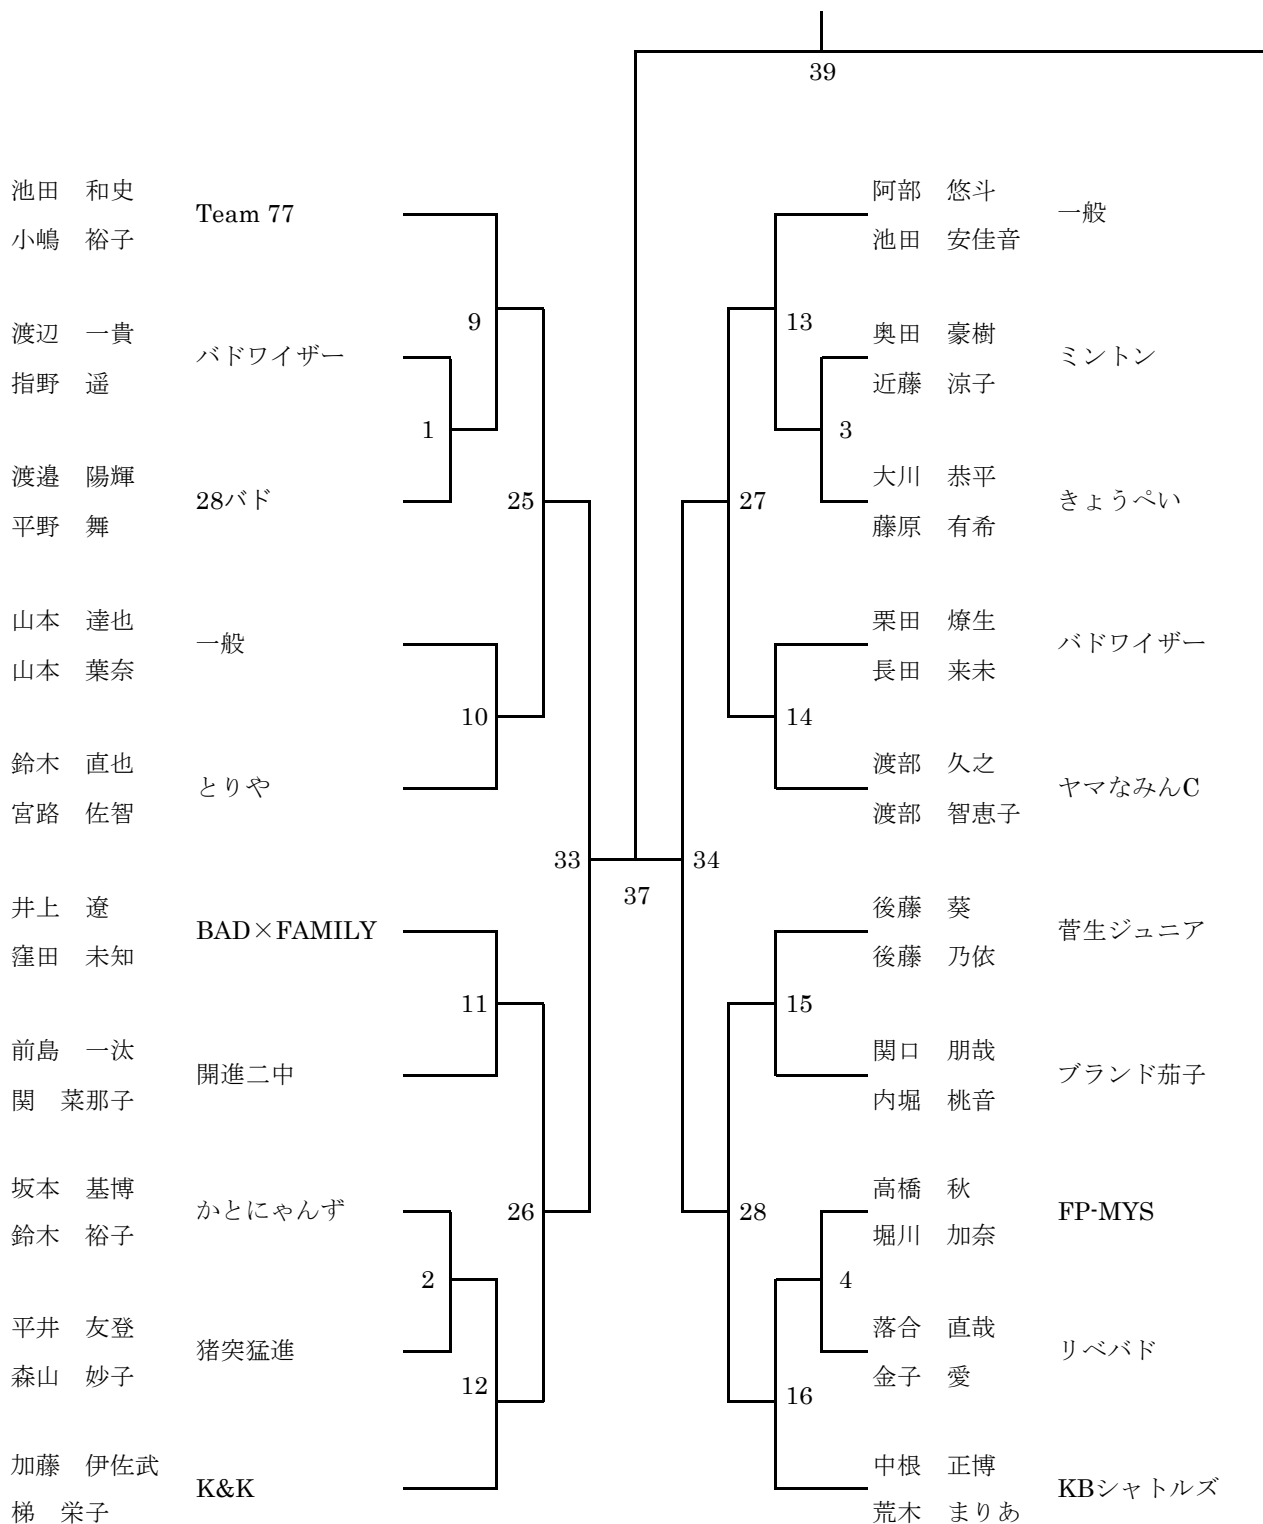 39
池田　和史
Team 77
小嶋　裕子
渡辺　一貴
バドワイザー
指野　遥
渡邉　陽輝
28バド
平野　舞
山本　達也
一般
山本　葉奈
鈴木　直也
とりや
宮路　佐智
井上　遼
BAD×FAMILY
窪田　未知
前島　一汰
開進二中
関　菜那子
坂本　基博
かとにゃんず
鈴木　裕子
平井　友登
猪突猛進
森山　妙子
加藤　伊佐武
K&K
梯　栄子
9
1
25
10
33
11
26
2
12
37
13
3
27
14
34
15
28
4
16
阿部　悠斗
一般
池田　安佳音
奥田　豪樹
ミントン
近藤　涼子
大川　恭平
きょうぺい
藤原　有希
栗田　燎生
バドワイザー
長田　来未
渡部　久之
ヤマなみんC
渡部　智恵子
後藤　葵
菅生ジュニア
後藤　乃依
関口　朋哉
ブランド茄子
内堀　桃音
高橋　秋
FP-MYS
堀川　加奈
落合　直哉
リベバド
金子　愛
中根　正博
KBシャトルズ
荒木　まりあ